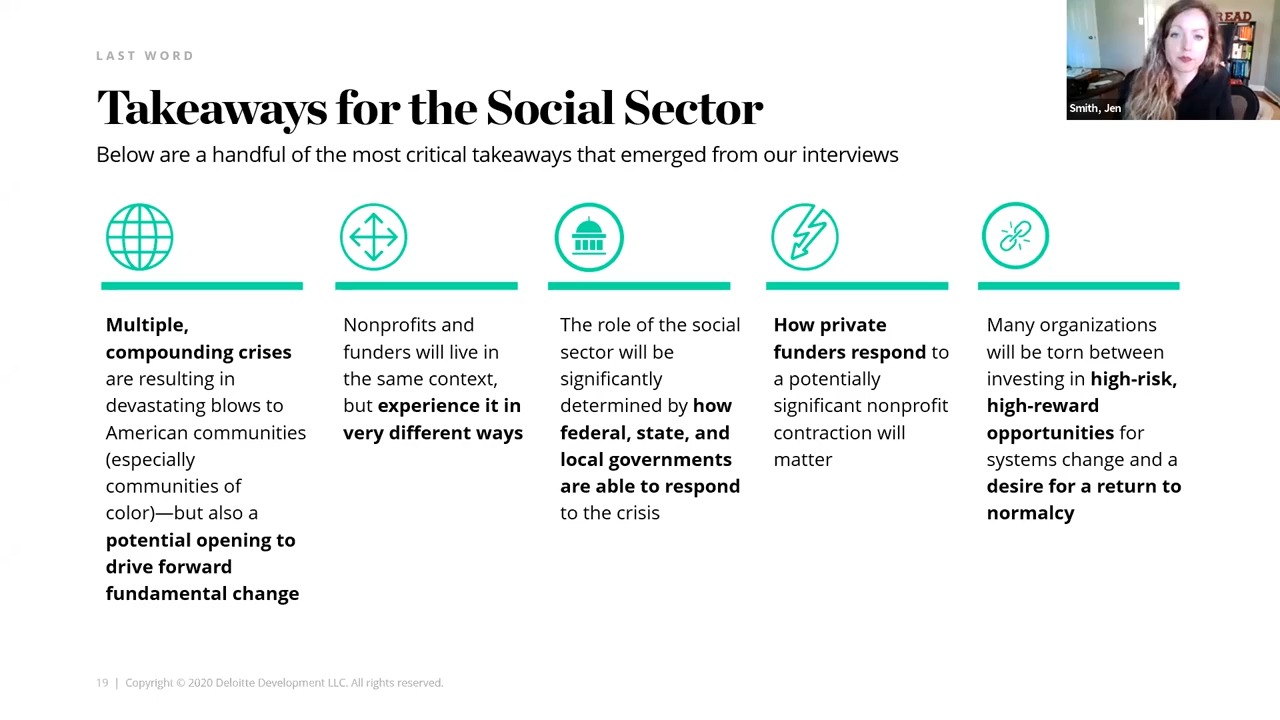 LAST WORD
Takeaways for the Social Sector
Below are a handful of the most critical takeaways that emerged from our interviews
Multiple,
compounding crises
are resulting in
devastating blows to
American communities
(especially
communities of
color)—but also a
potential opening to
drive forward
fundamental change
Nonprofits and
funders will live in
the same context,
but experience it in
very different ways
The role of the social
sector will be
significantly
determined by how
federal, state, and
local governments
are able to respond
to the crisis
How private
funders respond to
a potentially
significant nonprofit
contraction will
matter
Many organizations
will be torn between
investing in high-risk,
high-reward
opportunities for
systems change and a
desire for a return to
normalcy
19 | Copyright © 2020 Deloitte Development LLC. All rights reserved.
READ
Smith, Jen